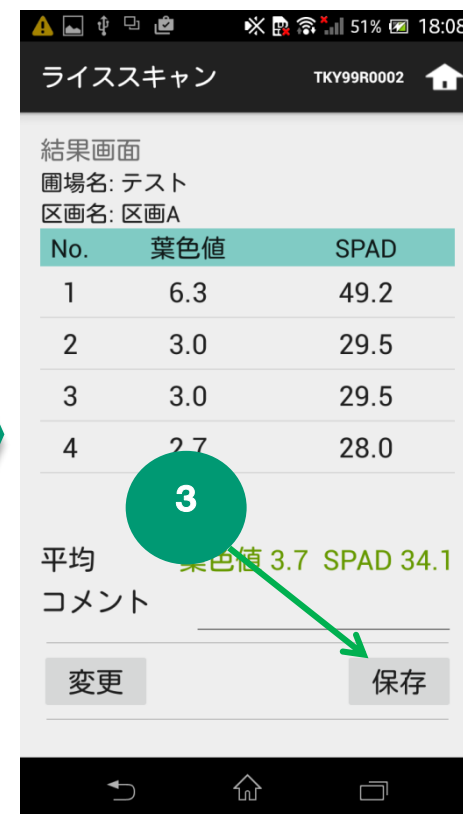 51% 18:08
ライススキャン TKY99R0002
結果画面
圃場名: テスト
区画名: 区画A
No. 葉色値 SPAD
1 6.3 49.2
2 3.0 29.5
3 3.0 29.5
4 2.7 28.0
3
平均 葉色値 3.7 SPAD 34.1
コメント
変更 保存